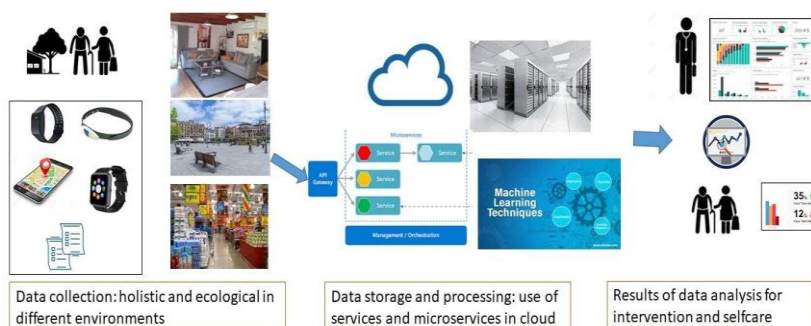 Microservices
Service
Service
API
Gateway
Service
Service
Management / Orchestration
Machine
Learning
Techniques
35%
12%
Data collection: holistic and ecological in
different environments
Data storage and processing: use of
services and microservices in cloud
Results of data analysis for
intervention and selfcare